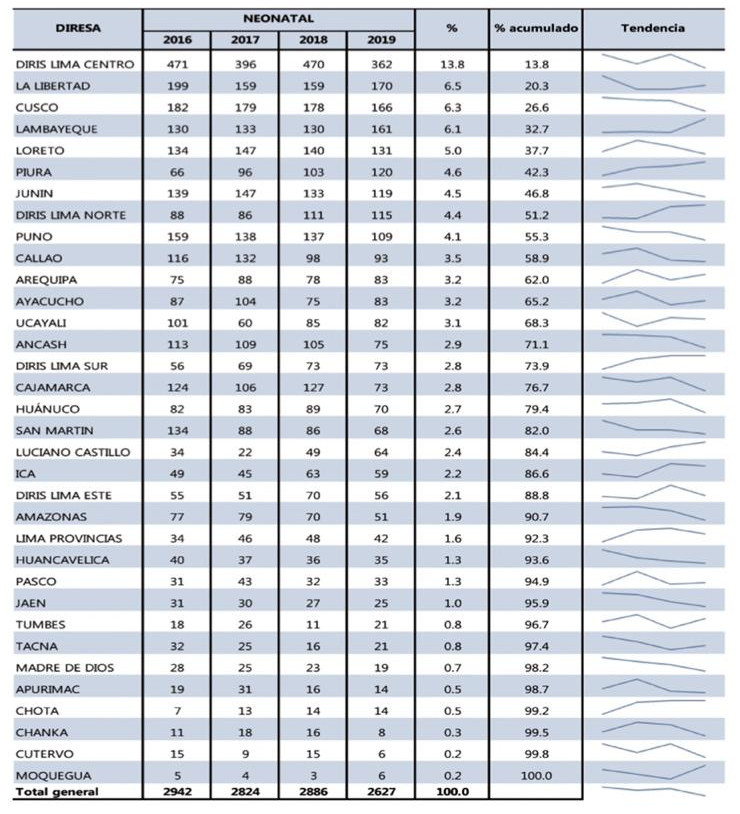 DIRESA NEONATAL % % acumulado Tendencia
2016 2017 2018 2019
DIRIS LIMA CENTRO 471 396 470 362 13.8 13.8
LA LIBERTAD 199 159 159 170 6.5 20.3
CUSCO 182 179 178 166 6.3 26.6
LAMBAYEQUE 130 133 130 161 6.1 32.7
LORETO 134 147 140 131 5.0 37.7
PIURA 66 96 103 120 4.6 42.3
JUNIN 139 147 133 119 4.5 46.8
DIRIS LIMA NORTE 88 86 111 115 4.4 51.2
PUNO 159 138 137 109 4.1 55.3
CALLAO 116 132 98 93 3.5 58.9
AREQUIPA 75 88 78 83 3.2 62.0
AYACUCHO 87 104 75 83 3.2 65.2
UCAYALI 101 60 85 82 3.1 68.3
ANCASH 113 109 105 75 2.9 71.1
DIRIS LIMA SUR 56 69 73 73 2.8 73.9
CAJAMARCA 124 106 127 73 2.8 76.7
HUÁNUCO 82 83 89 70 2.7 79.4
SAN MARTIN 134 88 86 68 2.6 82.0
LUCIANO CASTILLO 34 22 49 64 2.4 84.4
ICA 49 45 63 59 2.2 86.6
DIRIS LIMA ESTE 55 51 70 56 2.1 88.8
AMAZONAS 77 79 70 51 1.9 90.7
LIMA PROVINCIAS 34 46 48 42 1.6 92.3
HUANCAVELICA 40 37 36 35 1.3 93.6
PASCO 31 43 32 33 1.3 94.9
JAEN 31 30 27 25 1.0 95.9
TUMBES 18 26 11 21 0.8 96.7
TACNA 32 25 16 21 0.8 97.4
MADRE DE DIOS 28 25 23 19 0.7 98.2
APURIMAC 19 31 16 14 0.5 98.7
CHOTA 7 13 14 14 0.5 99.2
CHANKA 11 18 16 8 0.3 99.5
CUTERVO 15 9 15 6 0.2 99.8
MOQUEGUA 5 4 3 6 0.2 100.0
Total general 2942 2824 2886 2627 100.0